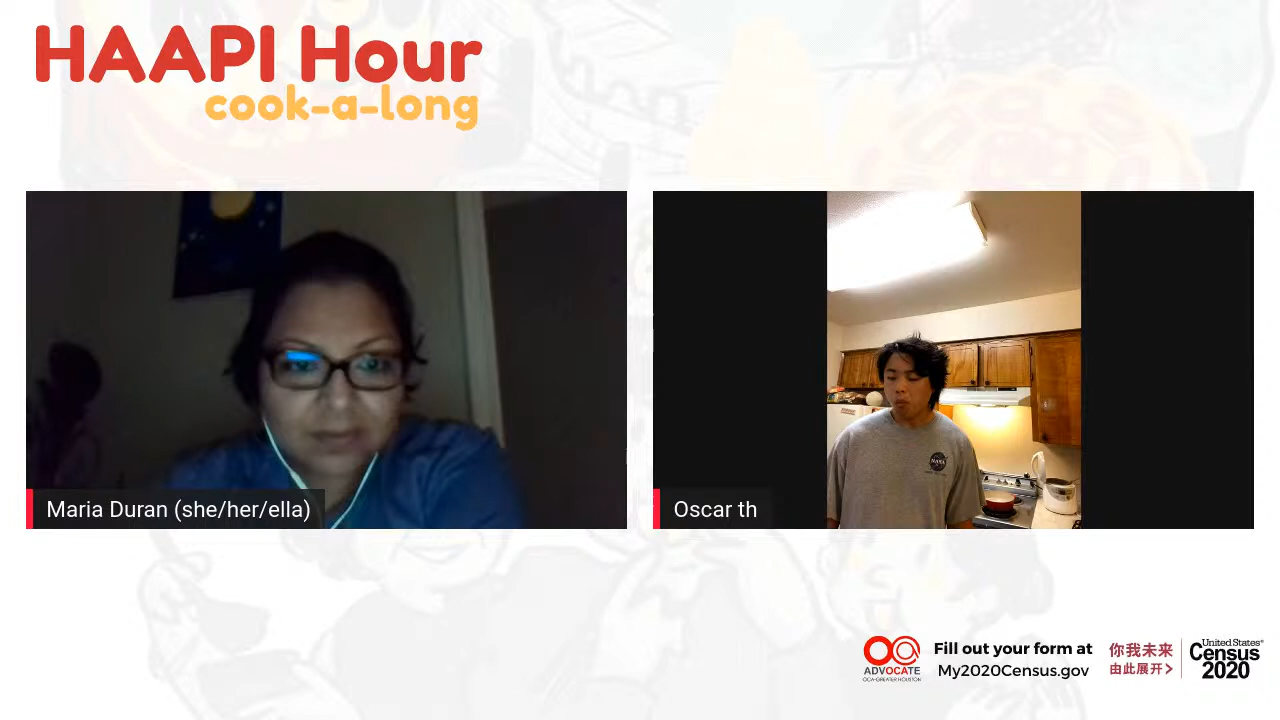 HAAPI Hour
cook-a-long
Maria Duran (she/her/ella)
Oscar th
NASA
ADVOCATE
OCA-GREATER HOUSTON
Fill out your form at
My2020Census.gov
你我未来
由此展开>
United States®
Census
2020